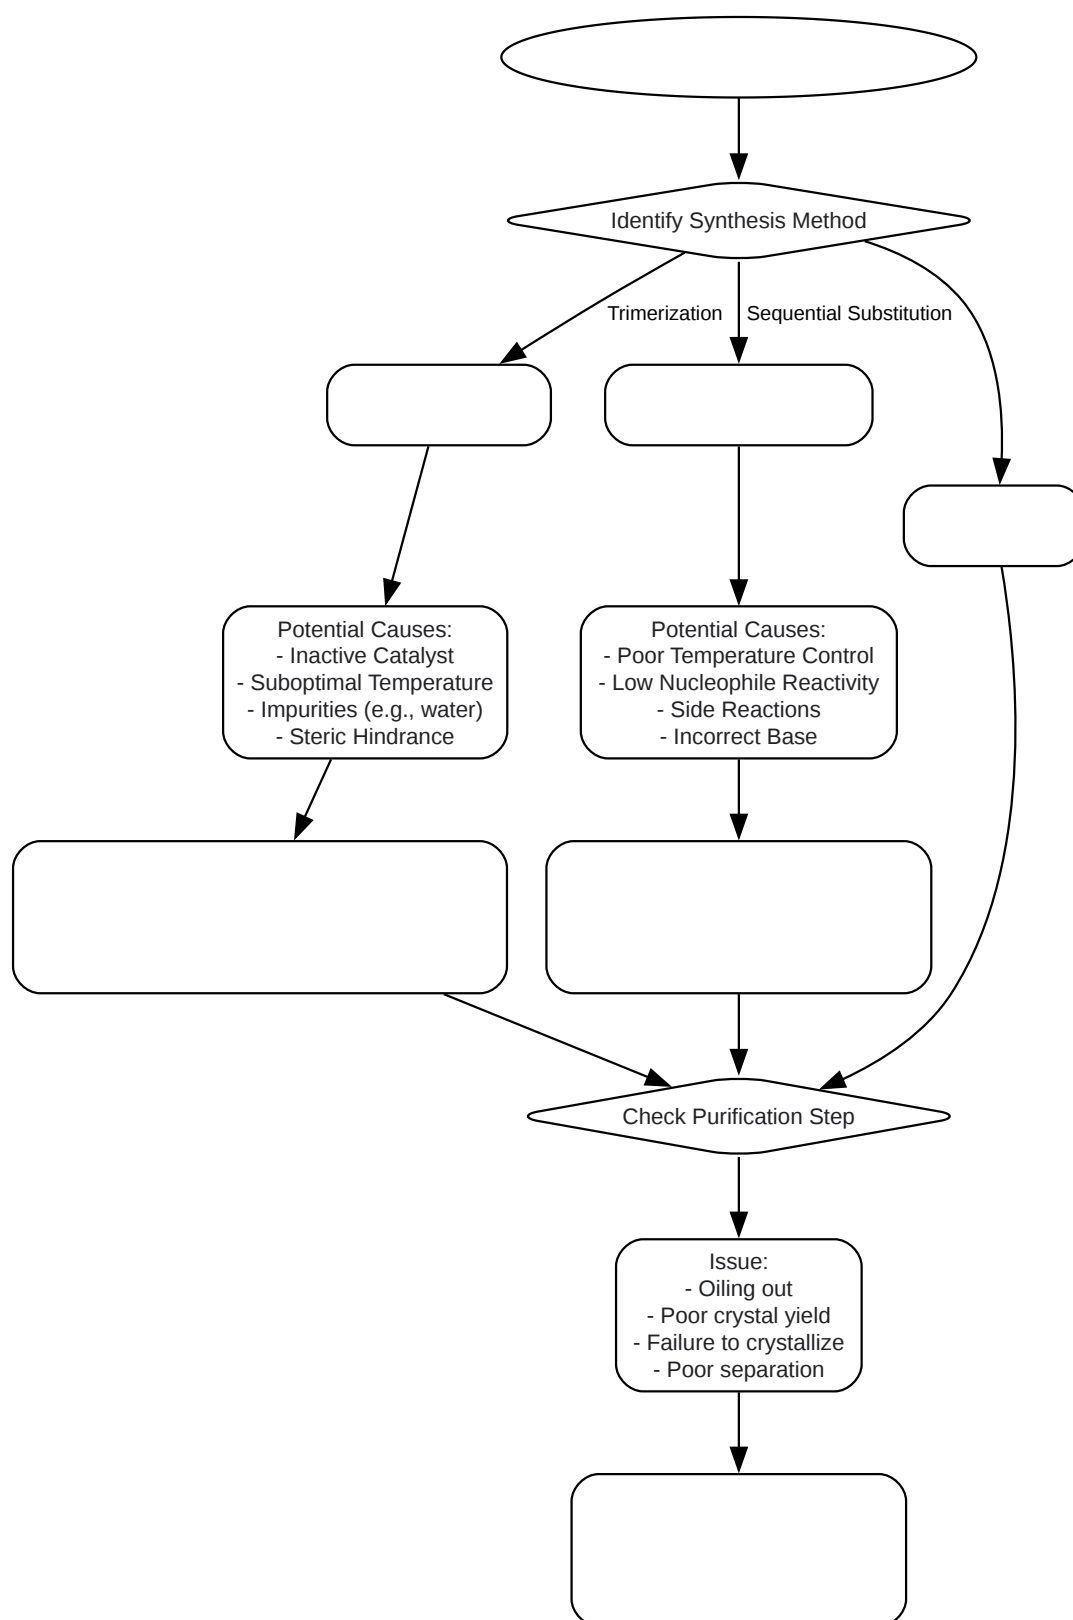 Identify Synthesis Method
Trimerization
Sequential Substitution
Potential Causes:
- Inactive Catalyst
- Suboptimal Temperature
- Impurities (e.g., water)
- Steric Hindrance
Potential Causes:
- Poor Temperature Control
- Low Nucleophile Reactivity
- Side Reactions
- Incorrect Base
Check Purification Step
Issue:
- Oiling out
- Poor crystal yield
- Failure to crystallize
- Poor separation